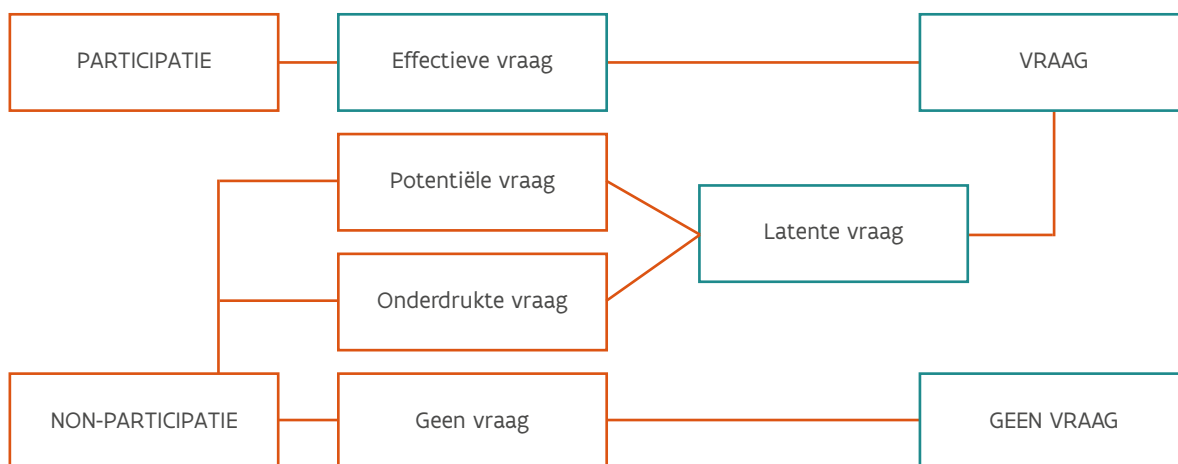 PARTICIPATIE
Effectieve vraag
VRAAG
Potentiële vraag
Latente vraag
Onderdrukte vraag
NON-PARTICIPATIE
Geen vraag
GEEN VRAAG